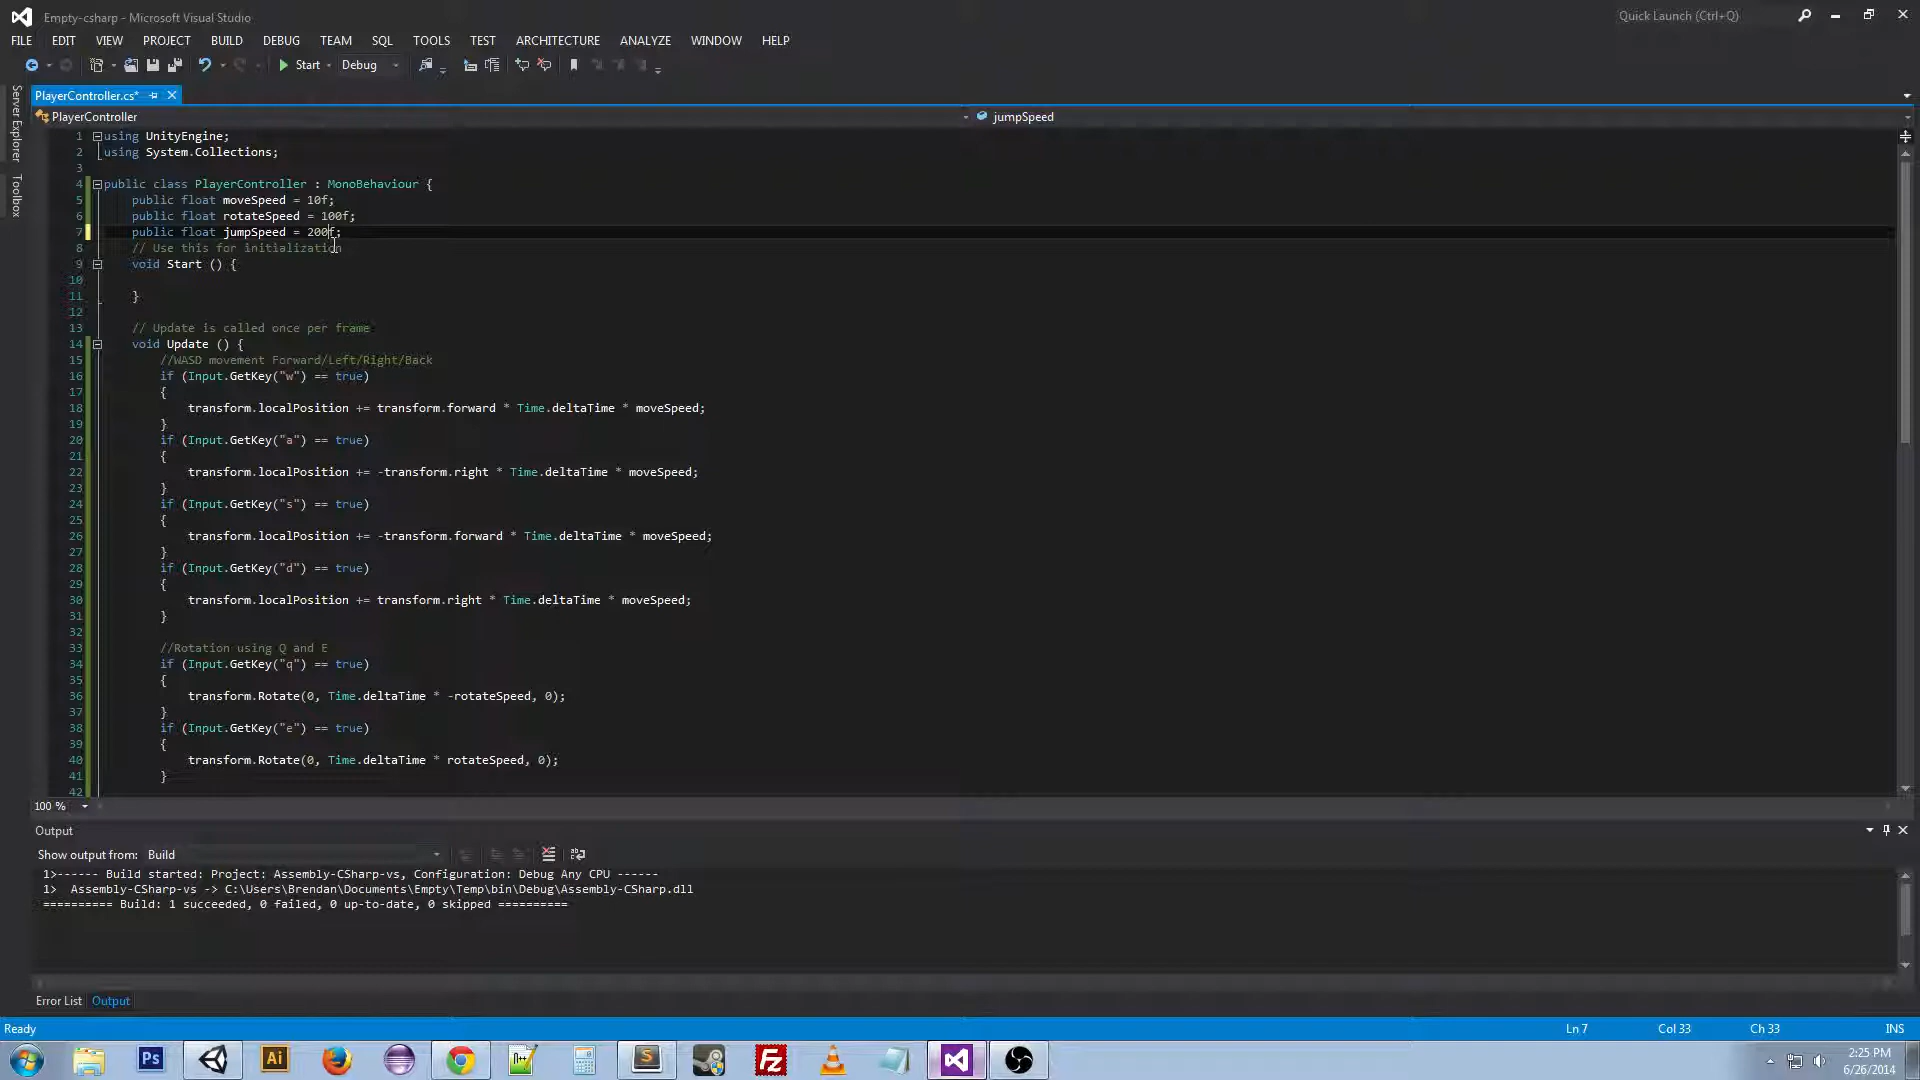 Empty-csharp - Microsoft Visual Studio
Quick Launch (Ctrl+Q)
FILE EDIT VIEW PROJECT BUILD DEBUG TEAM SQL TOOLS TEST ARCHITECTURE ANALYZE WINDOW HELP
Start Debug
Server Explorer
Toolbox
PlayerController.cs*
PlayerController
jumpSpeed
1 using UnityEngine;
2 using System.Collections;
3
4 public class PlayerController : MonoBehaviour {
5 public float moveSpeed = 10f;
6 public float rotateSpeed = 100f;
7 public float jumpSpeed = 200f;
8 // Use this for initialization
9 void Start () {
10
11 }
12
13 // Update is called once per frame
14 void Update () {
15 //WASD movement Forward/Left/Right/Back
16 if (Input.GetKey("w") == true)
17 {
18 transform.localPosition += transform.forward * Time.deltaTime * moveSpeed;
19 }
20 if (Input.GetKey("a") == true)
21 {
22 transform.localPosition += -transform.right * Time.deltaTime * moveSpeed;
23 }
24 if (Input.GetKey("s") == true)
25 {
26 transform.localPosition += -transform.forward * Time.deltaTime * moveSpeed;
27 }
28 if (Input.GetKey("d") == true)
29 {
30 transform.localPosition += transform.right * Time.deltaTime * moveSpeed;
31 }
32
33 //Rotation using Q and E
34 if (Input.GetKey("q") == true)
35 {
36 transform.Rotate(0, Time.deltaTime * -rotateSpeed, 0);
37 }
38 if (Input.GetKey("e") == true)
39 {
40 transform.Rotate(0, Time.deltaTime * rotateSpeed, 0);
41 }
42
100 %
Output
Show output from: Build
1>------ Build started: Project: Assembly-CSharp-vs, Configuration: Debug Any CPU ------
1> Assembly-CSharp-vs -> C:\Users\Brendan\Documents\Empty\Temp\bin\Debug\Assembly-CSharp.dll
========== Build: 1 succeeded, 0 failed, 0 up-to-date, 0 skipped ==========
Error List Output
Ready
Ln 7 Col 33 Ch 33 INS
Ps
Ai
Fz
2:25 PM
6/26/2014